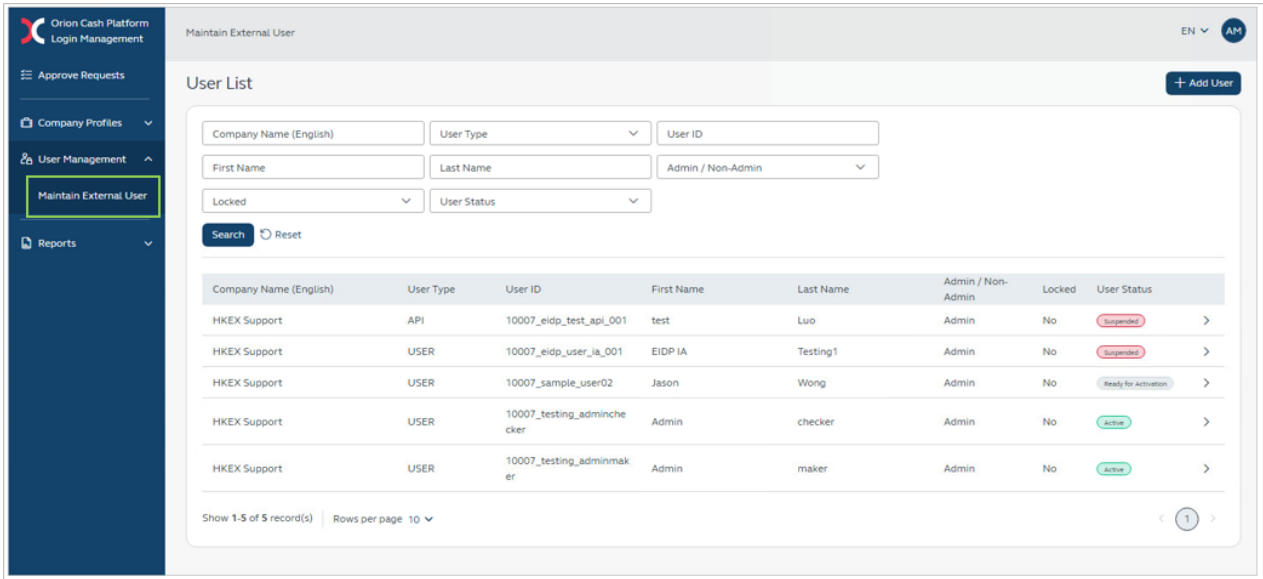 Orion Cash Platform
Login Management
Maintain External User
EN
AM
Approve Requests
Company Profiles
User Management
Maintain External User
Reports
User List
+ Add User
Company Name (English) User Type User ID
First Name Last Name Admin / Non-Admin
Locked User Status
Search Reset
Company Name (English) User Type User ID First Name Last Name Admin / Non-
Admin Locked User Status
HKEX Support API 10007_eidp_test_api_001 test Luo Admin No Suspended
HKEX Support USER 10007_eidp_user_ia_001 EIDP IA Testing1 Admin No Suspended
HKEX Support USER 10007_sample_user02 Jason Wong Admin No Ready for Activation
HKEX Support USER 10007_testing_adminche
cker Admin checker Admin No Active
HKEX Support USER 10007_testing_adminmak
er Admin maker Admin No Active
Show 1-5 of 5 record(s) Rows per page 10
1